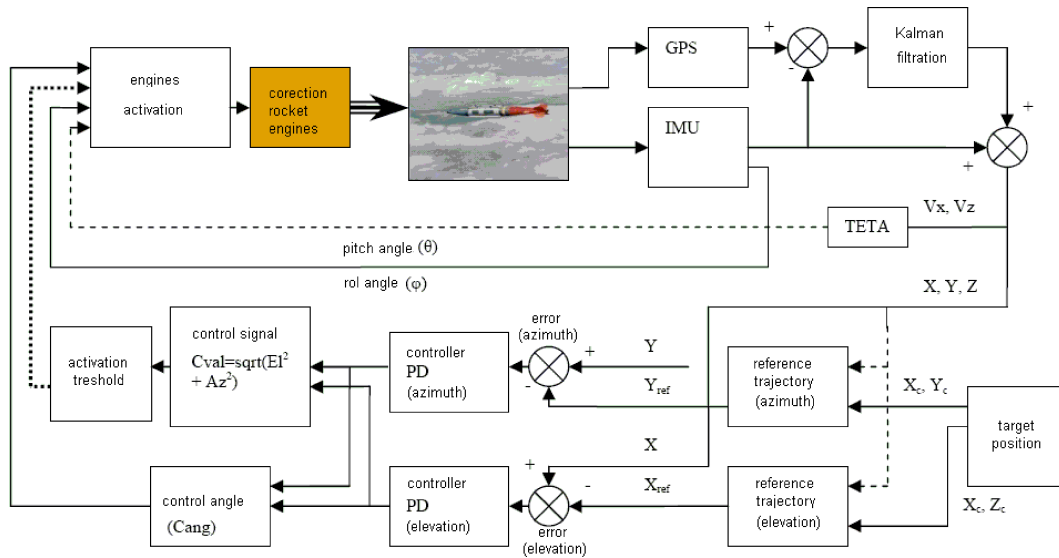 engines
activation
corection
rocket
engines
GPS
IMU
+
-
Kalman
filtration
+
+
Vx, Vz
TETA
pitch angle (θ)
rol angle (φ)
X, Y, Z
activation
treshold
control signal
Cval=sqrt(El²
+ Az²)
controller
PD
(azimuth)
error
(azimuth)
+
-
Y
Yref
reference
trajectory
(azimuth)
Xc, Yc
target
position
control angle
(Cang)
controller
PD
(elevation)
+
-
error
(elevation)
X
Xref
reference
trajectory
(elevation)
Xc, Zc